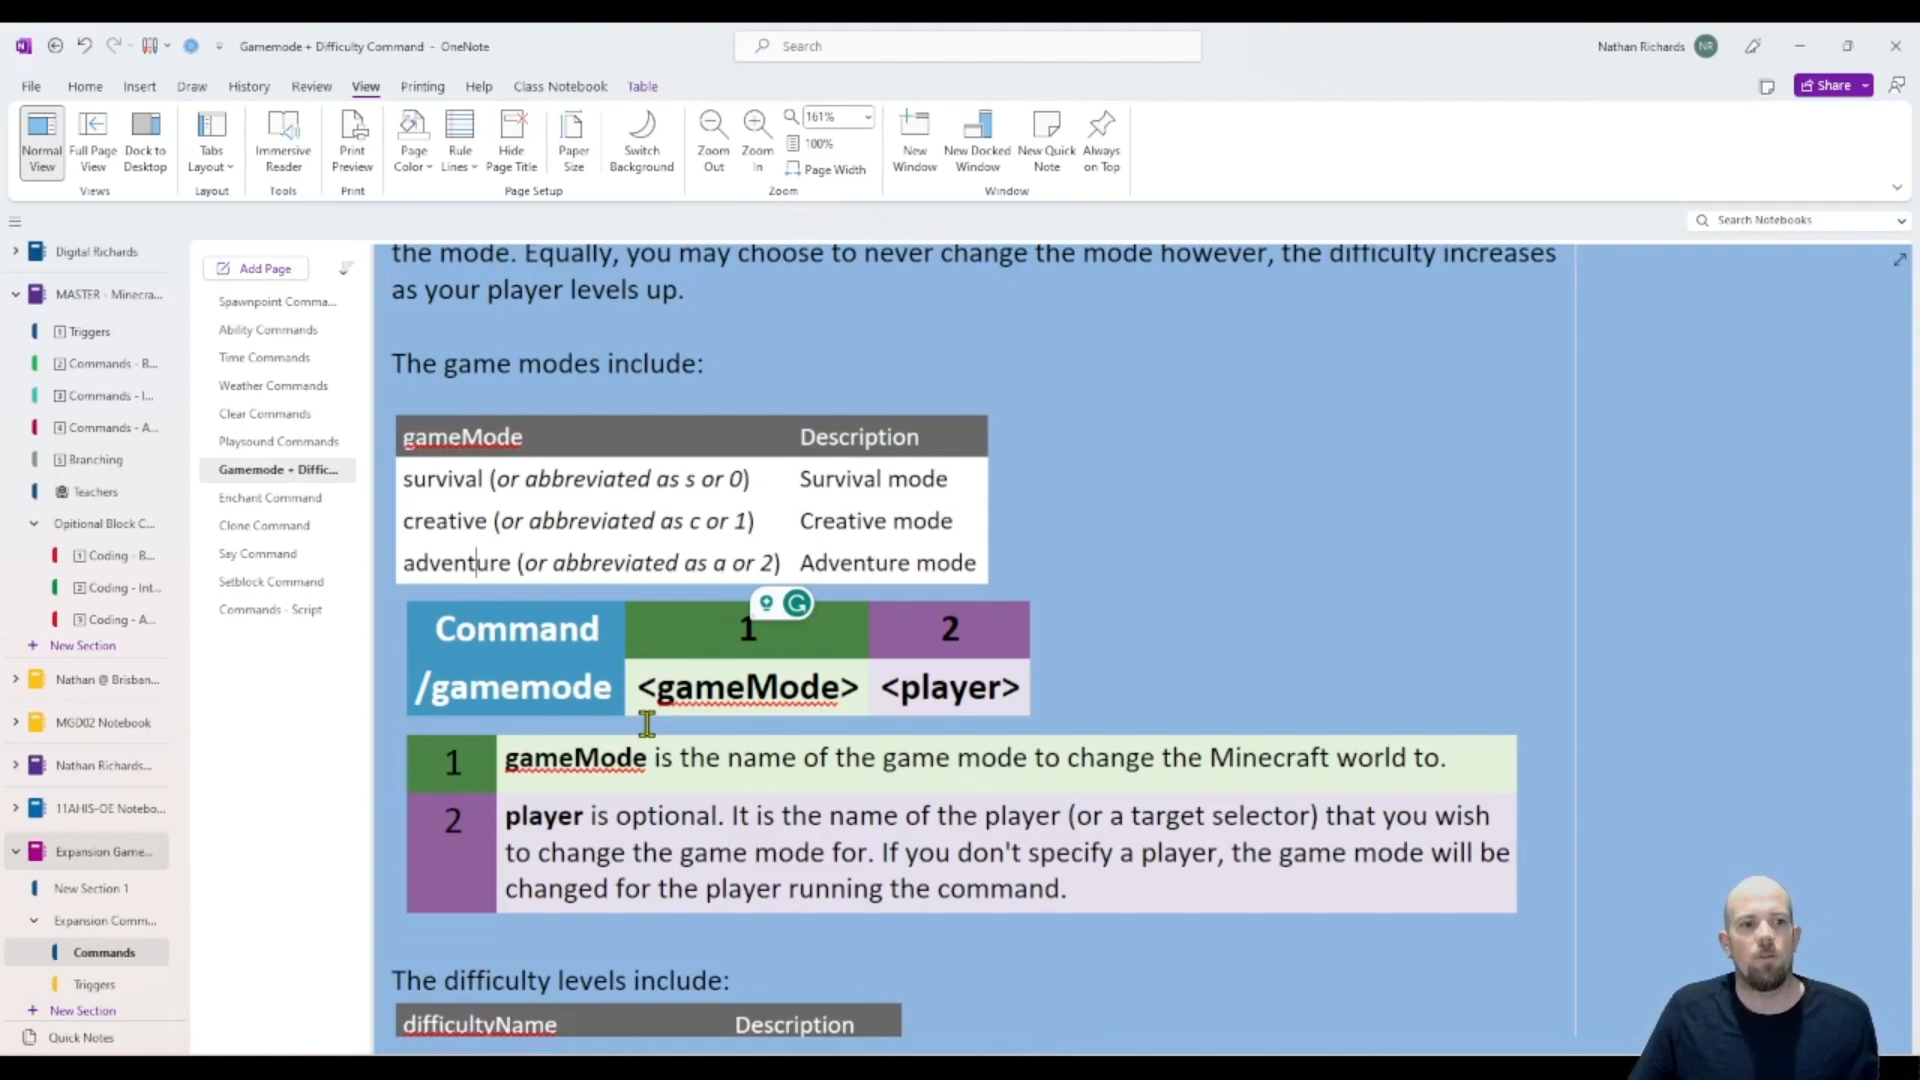 Gamemode + Difficulty Command - OneNote
Search
Nathan Richards
NR
File Home Insert Draw View History Review View Printing Help Class Notebook Table
Share
Normal View
Full Page View
Dock to Desktop
Tabs Layout
Immersive Reader
Print Preview
Page Color
Rule Lines
Hide Page Title
Paper Size
Switch Background
Zoom Out
Zoom In
161%
100%
Page Width
New Window
New Docked Window
New Quick Note
Always on Top
Views
Layout
Tools
Print
Page Setup
Zoom
Window
Search Notebooks
Digital Richards
MASTER - Minecra...
1 Triggers
2 Commands - B...
3 Commands - I...
4 Commands - A...
5 Branching
Teachers
Opitional Block C...
1 Coding - B...
2 Coding - Int...
3 Coding - A...
New Section
Nathan @ Brisban...
MGD02 Notebook
Nathan Richards...
11AHIS-OE Notebo...
Expansion Game...
New Section 1
Expansion Comm...
Commands
Triggers
New Section
Quick Notes
Add Page
Spawnpoint Comma...
Ability Commands
Time Commands
Weather Commands
Clear Commands
Playsound Commands
Gamemode + Diffic...
Enchant Command
Clone Command
Say Command
Setblock Command
Commands - Script
the mode. Equally, you may choose to never change the mode however, the difficulty increases
as your player levels up.
The game modes include:
gameMode Description
survival (or abbreviated as s or 0) Survival mode
creative (or abbreviated as c or 1) Creative mode
adventure (or abbreviated as a or 2) Adventure mode
Command 1 2
/gamemode <gameMode> <player>
1 gameMode is the name of the game mode to change the Minecraft world to.
2 player is optional. It is the name of the player (or a target selector) that you wish
to change the game mode for. If you don't specify a player, the game mode will be
changed for the player running the command.
The difficulty levels include:
difficultyName Description